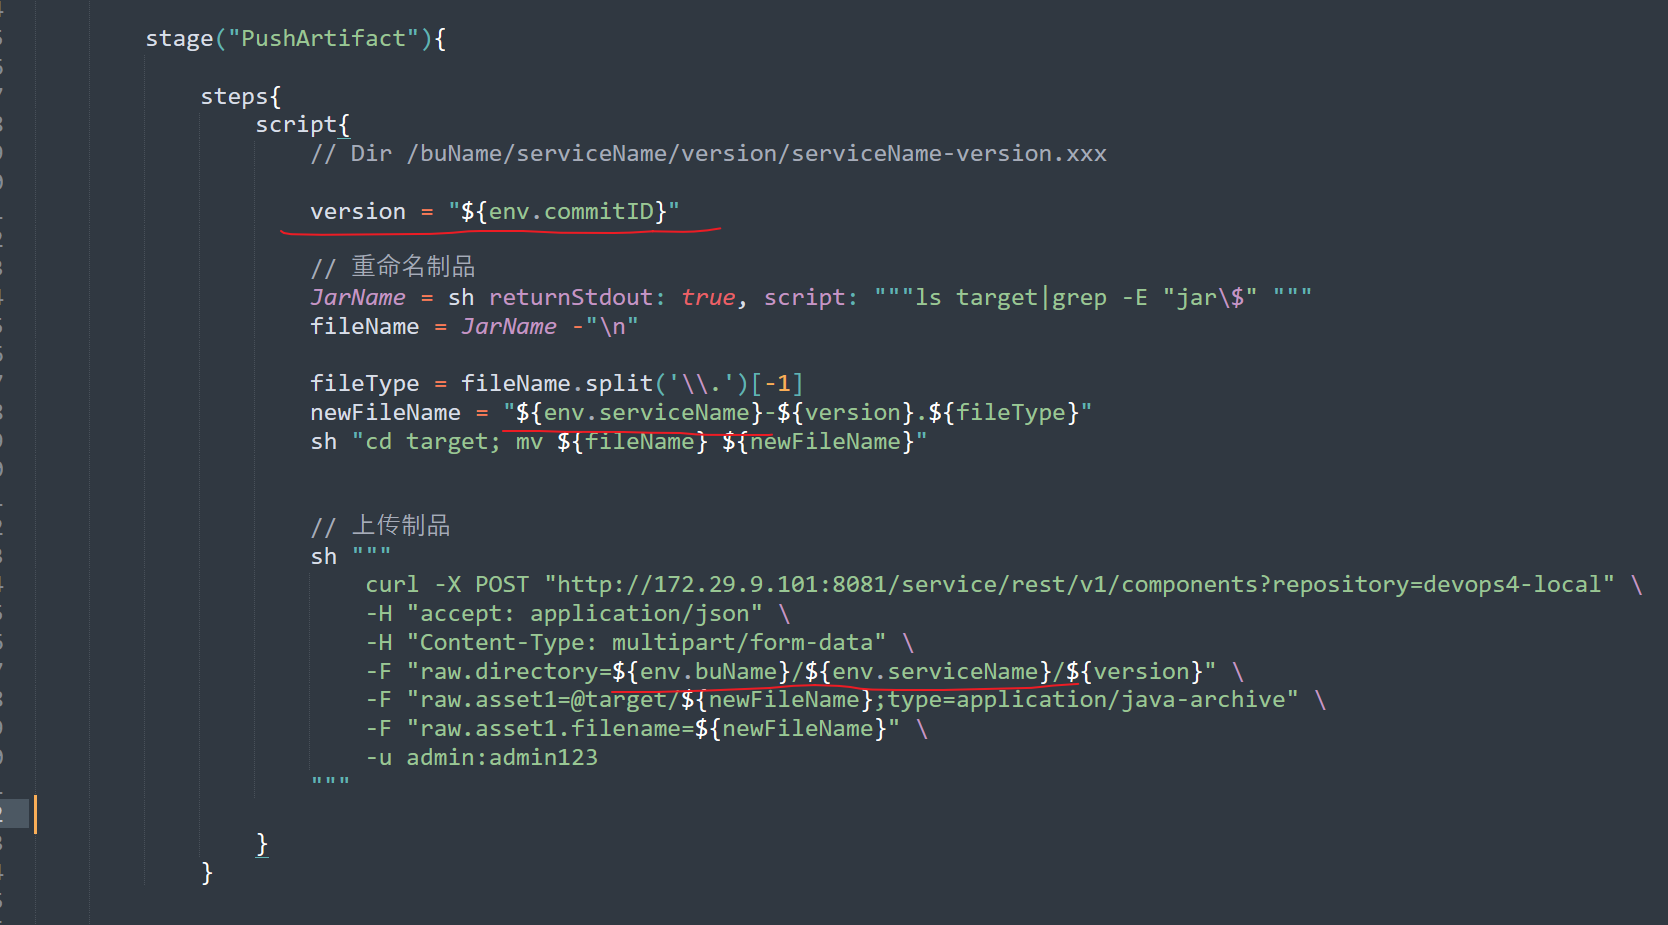 stage("PushArtifact"){
steps{
script{
// Dir /buName/serviceName/version/serviceName-version.xxx
version = "${env.commitID}"
// 重命名制品
JarName = sh returnStdout: true, script: """ls target|grep -E "jar\$" """
fileName = JarName -"\n"
fileType = fileName.split('\\.')[-1]
newFileName = "${env.serviceName}-${version}.${fileType}"
sh "cd target; mv ${fileName} ${newFileName}"
// 上传制品
sh """
curl -X POST "http://172.29.9.101:8081/service/rest/v1/components?repository=devops4-local" \
-H "accept: application/json" \
-H "Content-Type: multipart/form-data" \
-F "raw.directory=${env.buName}/${env.serviceName}/${version}" \
-F "raw.asset1=@target/${newFileName};type=application/java-archive" \
-F "raw.asset1.filename=${newFileName}" \
-u admin:admin123
"""
}
}